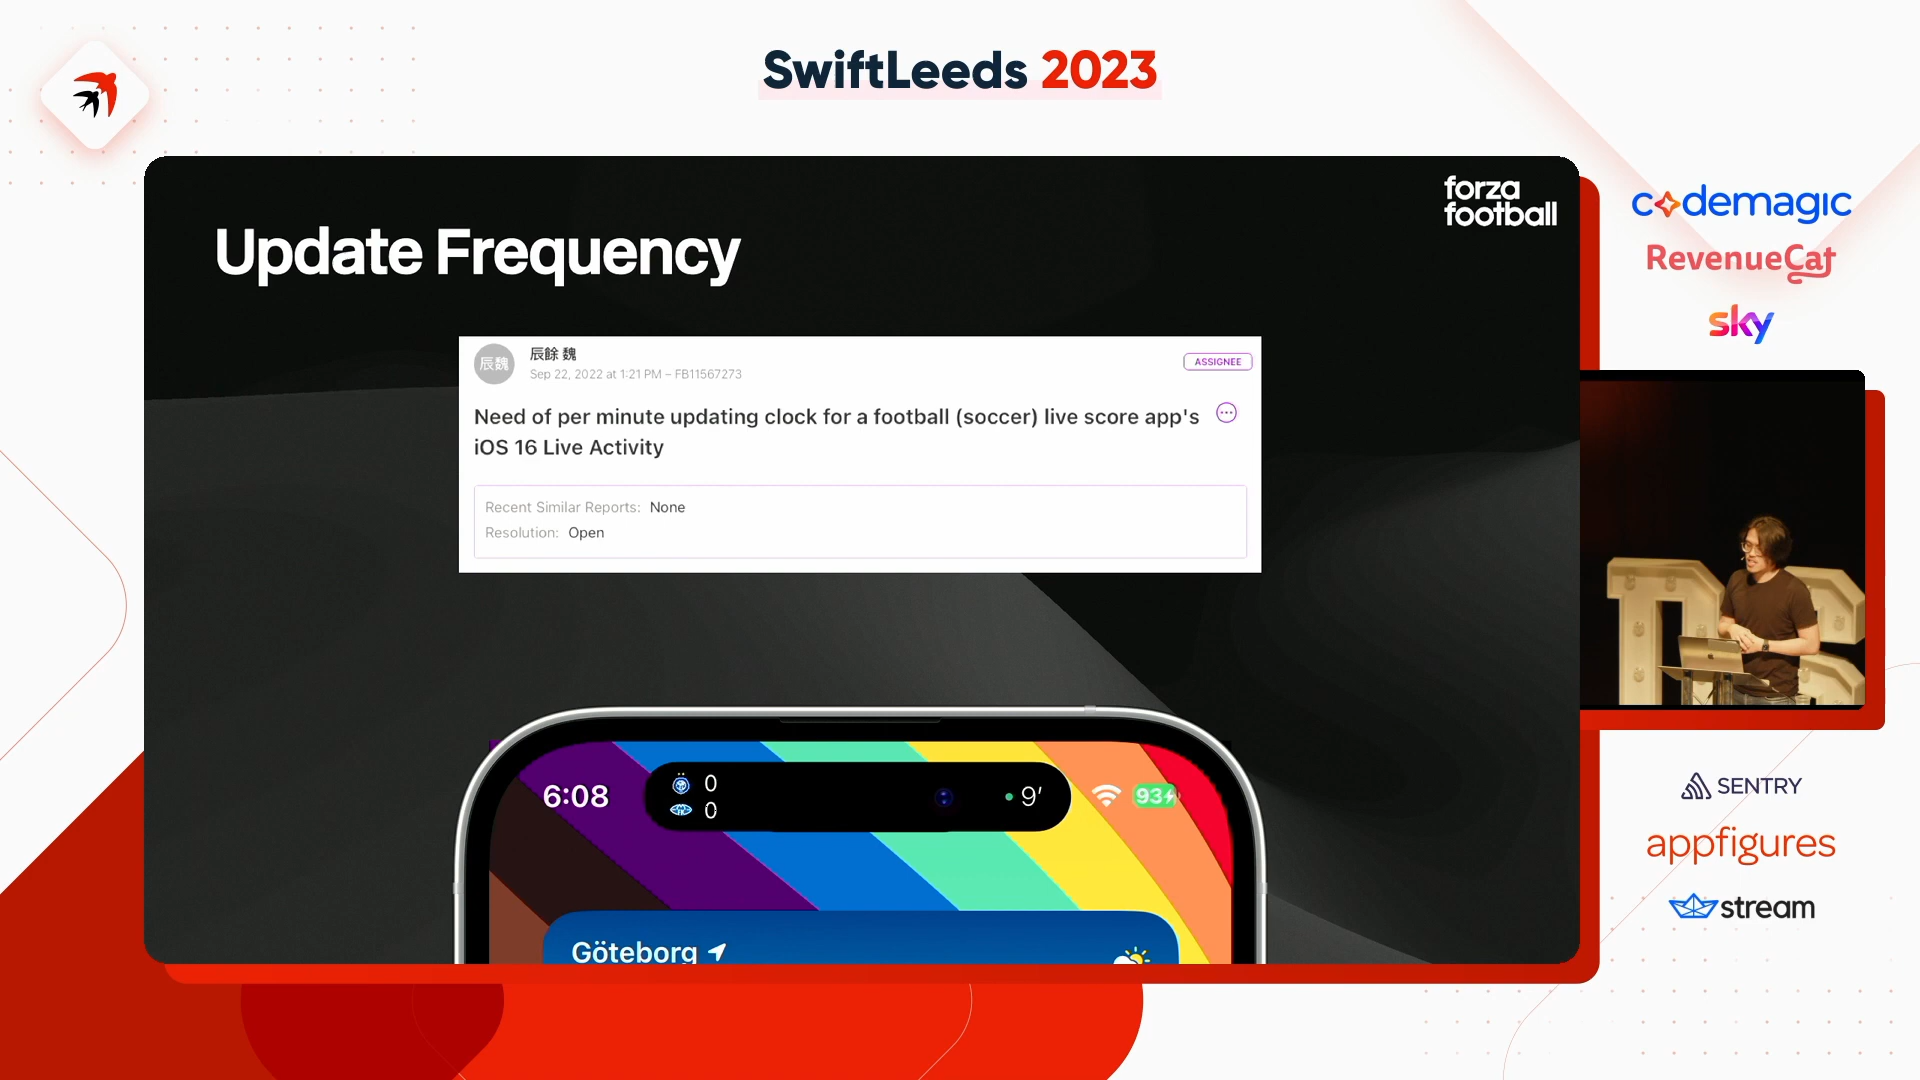 SwiftLeeds 2023
forza
football
Update Frequency
辰魏
辰餘 魏
Sep 22, 2022 at 1:21 PM – FB11567273
ASSIGNEE
Need of per minute updating clock for a football (soccer) live score app's
iOS 16 Live Activity
Recent Similar Reports: None
Resolution: Open
6:08
0
0
9′
93
Göteborg
codemagic
RevenueCat
sky
SENTRY
appfigures
stream